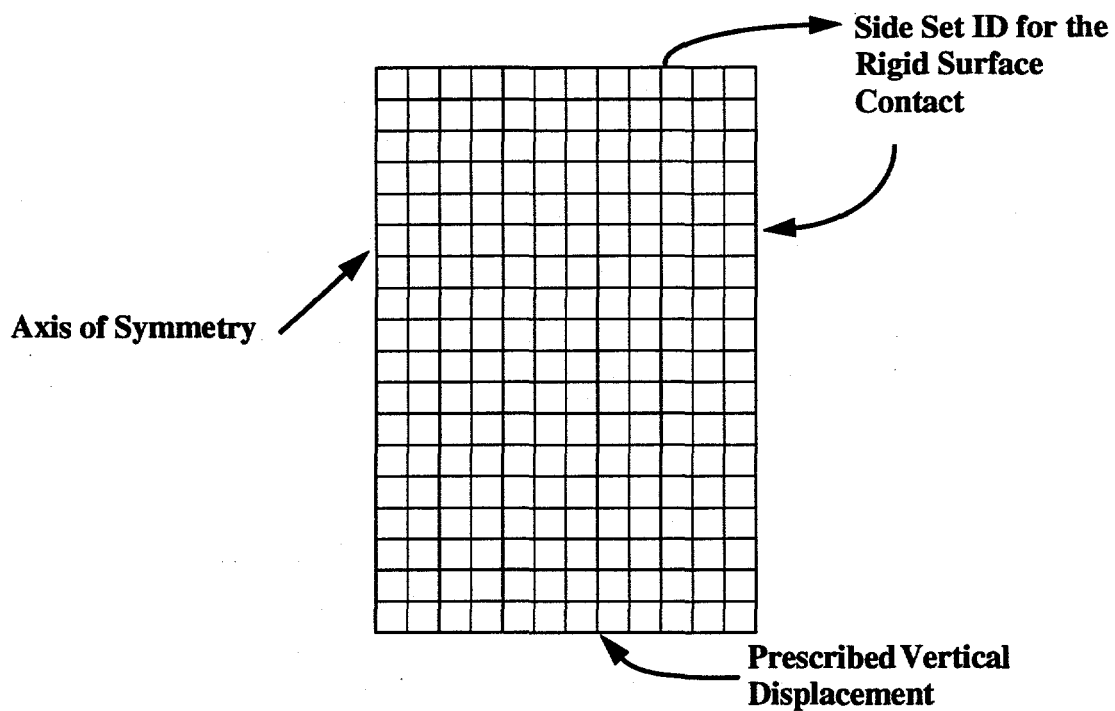 Side Set ID for the
Rigid Surface
Contact
Axis of Symmetry
Prescribed Vertical
Displacement